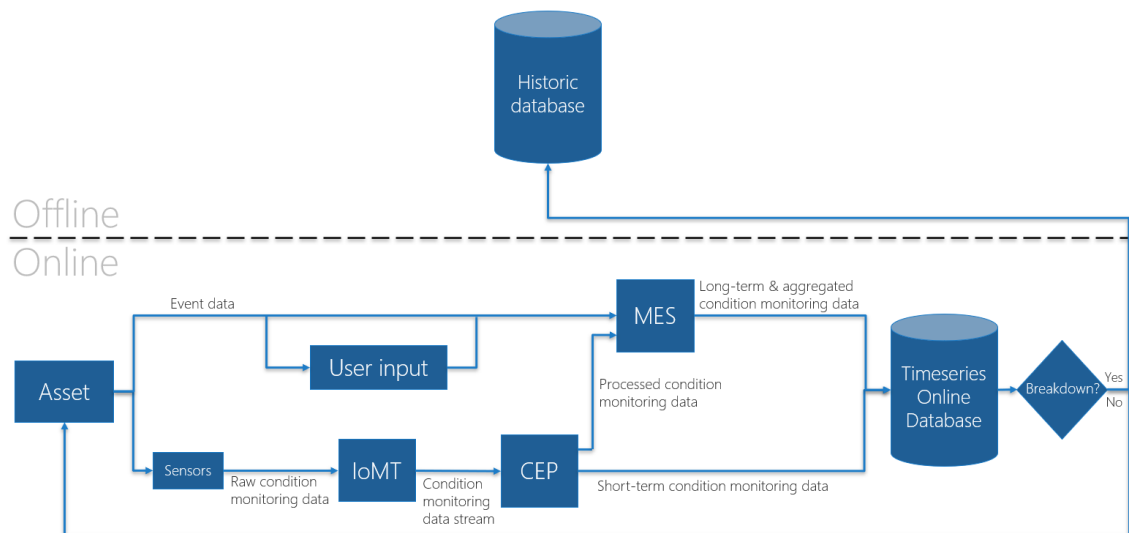 Historic
database
Offline
Online
Event data
MES
Long-term & aggregated
condition monitoring data
User input
Asset
Processed condition
monitoring data
Timeseries
Online
Database
Breakdown?
Yes
No
Sensors
Raw condition
monitoring data
IoMT
Condition
monitoring
data stream
CEP
Short-term condition monitoring data